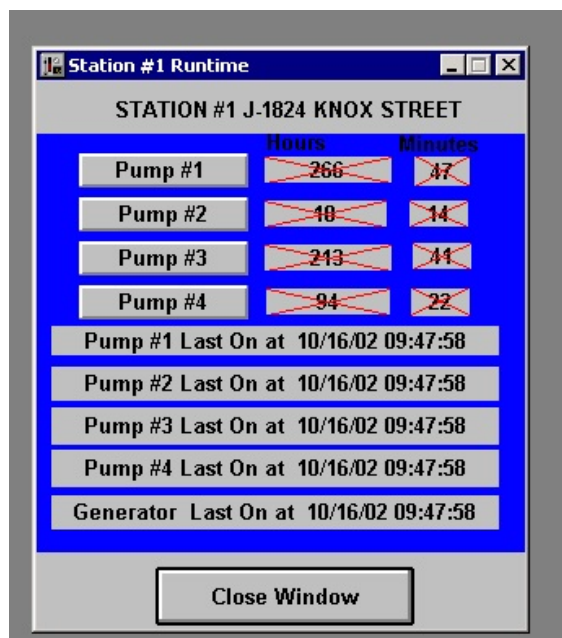 Station #1 Runtime
STATION #1 J-1824 KNOX STREET
Hours Minutes
Pump #1 266 47
Pump #2 18 14
Pump #3 213 41
Pump #4 94 22
Pump #1 Last On at 10/16/02 09:47:58
Pump #2 Last On at 10/16/02 09:47:58
Pump #3 Last On at 10/16/02 09:47:58
Pump #4 Last On at 10/16/02 09:47:58
Generator Last On at 10/16/02 09:47:58
Close Window